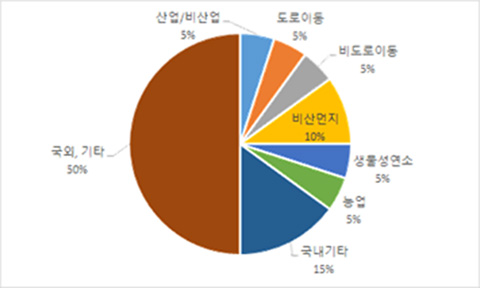 산업/비산업
5%
도로이동
5%
비도로이동
5%
비산먼지
10%
생물성연소
5%
농업
5%
국내기타
15%
국외, 기타
50%